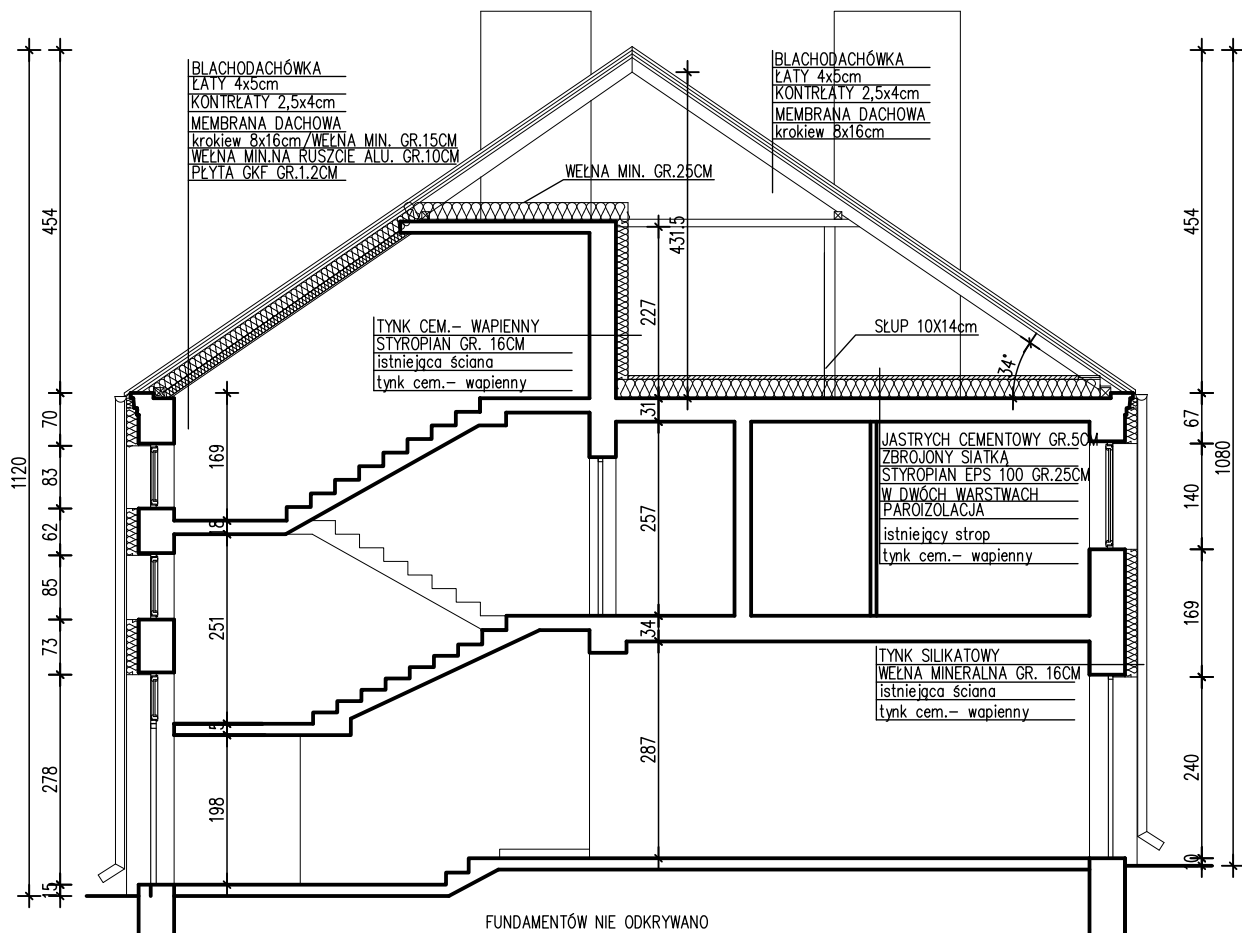 BLACHODACHÓWKA
ŁATY 4x5cm
KONTRŁATY 2,5x4cm
MEMBRANA DACHOWA
krokiew 8x16cm/WEŁNA MIN. GR.15CM
WEŁNA MIN.NA RUSZCIE ALU. GR.10CM
PŁYTA GKF GR.1.2CM
BLACHODACHÓWKA
ŁATY 4x5cm
KONTRŁATY 2,5x4cm
MEMBRANA DACHOWA
krokiew 8x16cm
WEŁNA MIN. GR.25CM
454
431.5
454
227
TYNK CEM.– WAPIENNY
STYROPIAN GR. 16CM
istniejąca ściana
tynk cem.– wapienny
SŁUP 10X14cm
34°
70
169
31
67
1120
83
62
85
73
278
15
18
251
198
257
34
287
JASTRYCH CEMENTOWY GR.5CM
ZBROJONY SIATKĄ
STYROPIAN EPS 100 GR.25CM
W DWÓCH WARSTWACH
PAROIZOLACJA
istniejący strop
tynk cem.– wapienny
1080
140
169
240
10
TYNK SILIKATOWY
WEŁNA MINERALNA GR. 16CM
istniejąca ściana
tynk cem.– wapienny
FUNDAMENTÓW NIE ODKRYWANO